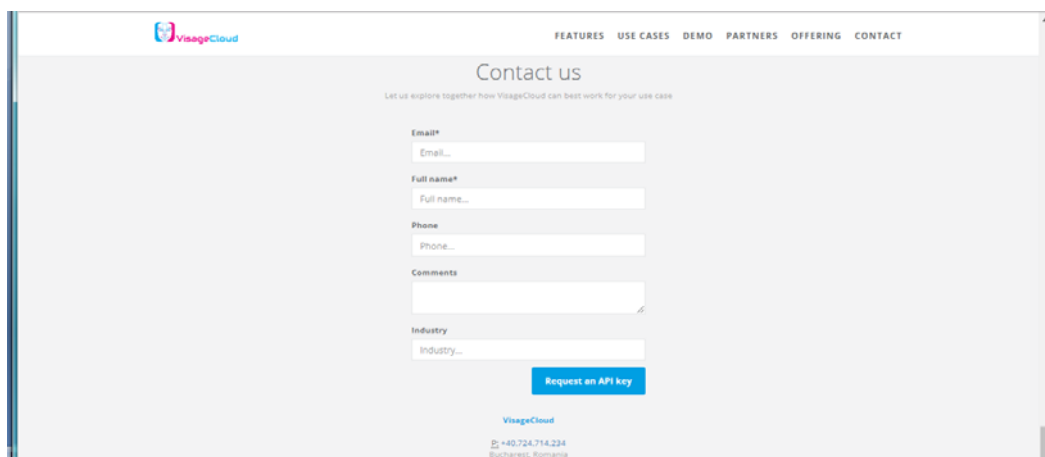 VisageCloud
FEATURES USE CASES DEMO PARTNERS OFFERING CONTACT
Contact us
Let us explore together how VisageCloud can best work for your use case
Email*
Email...
Full name*
Full name...
Phone
Phone...
Comments
Industry
Industry...
Request an API key
VisageCloud
P: +40.724.714.234
Bucharest, Romania